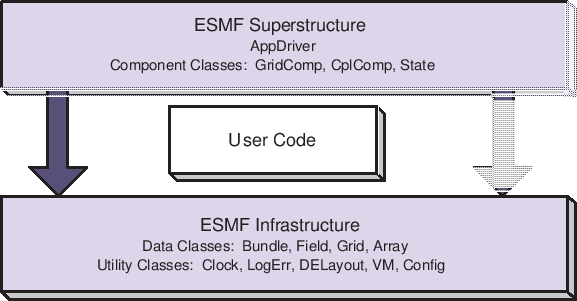 ESMF Superstructure
AppDriver
Component Classes: GridComp, CplComp, State
User Code
ESMF Infrastructure
Data Classes: Bundle, Field, Grid, Array
Utility Classes: Clock, LogErr, DELayout, VM, Config